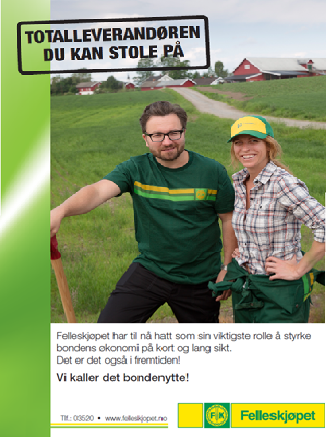 TOTALLEVERANDØREN
DU KAN STOLE PÅ
Felleskjøpet har til nå hatt som sin viktigste rolle å styrke
bondens økonomi på kort og lang sikt.
Det er det også i fremtiden!
Vi kaller det bondenytte!
Tlf.: 03520 • www.felleskjopet.no
FK Felleskjøpet